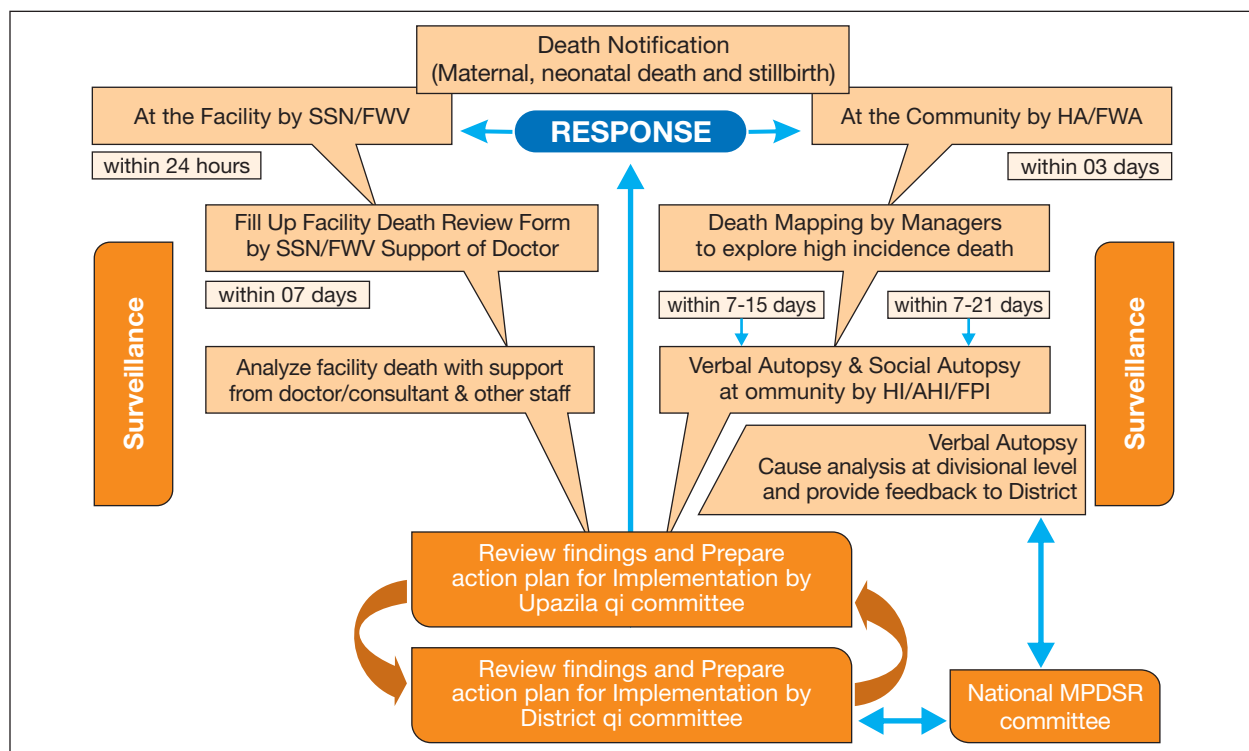 Death Notification
(Maternal, neonatal death and stillbirth)
At the Facility by SSN/FWV
RESPONSE
At the Community by HA/FWA
within 24 hours
within 03 days
Fill Up Facility Death Review Form
by SSN/FWV Support of Doctor
Death Mapping by Managers
to explore high incidence death
within 07 days
within 7-15 days
within 7-21 days
Surveillance
Analyze facility death with support
from doctor/consultant & other staff
Verbal Autopsy & Social Autopsy
at ommunity by HI/AHI/FPI
Surveillance
Verbal Autopsy
Cause analysis at divisional level
and provide feedback to District
Review findings and Prepare
action plan for Implementation by
Upazila qi committee
Review findings and Prepare
action plan for Implementation by
District qi committee
National MPDSR
committee